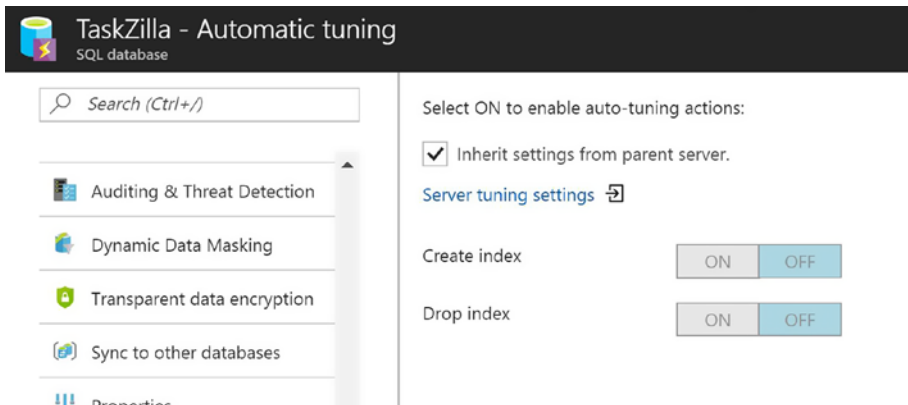 TaskZilla - Automatic tuning
SQL database
Search (Ctrl+/)
Auditing & Threat Detection
Dynamic Data Masking
Transparent data encryption
Sync to other databases
Properties
Select ON to enable auto-tuning actions:
Inherit settings from parent server.
Server tuning settings
Create index
ON OFF
Drop index
ON OFF